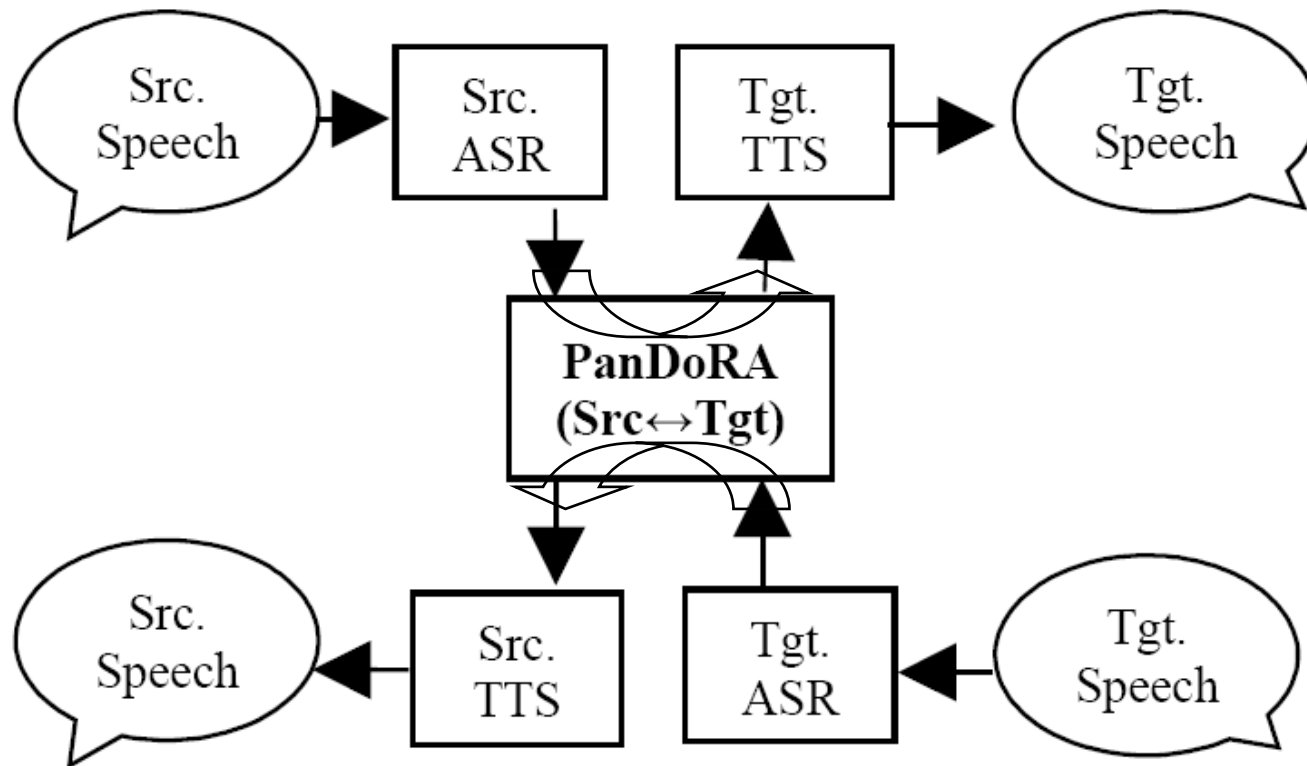 Src.
Speech
Src.
ASR
Tgt.
TTS
Tgt.
Speech
PanDoRA
(Src↔Tgt)
Src.
Speech
Src.
TTS
Tgt.
ASR
Tgt.
Speech